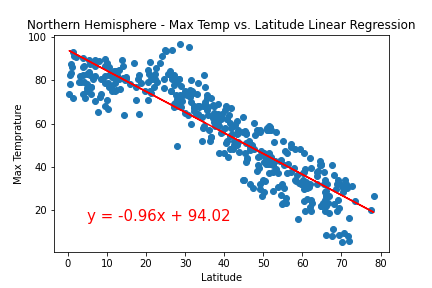 Northern Hemisphere - Max Temp vs. Latitude Linear Regression
100
80
60
40
20
Max Temprature
y = -0.96x + 94.02
0 10 20 30 40 50 60 70 80
Latitude